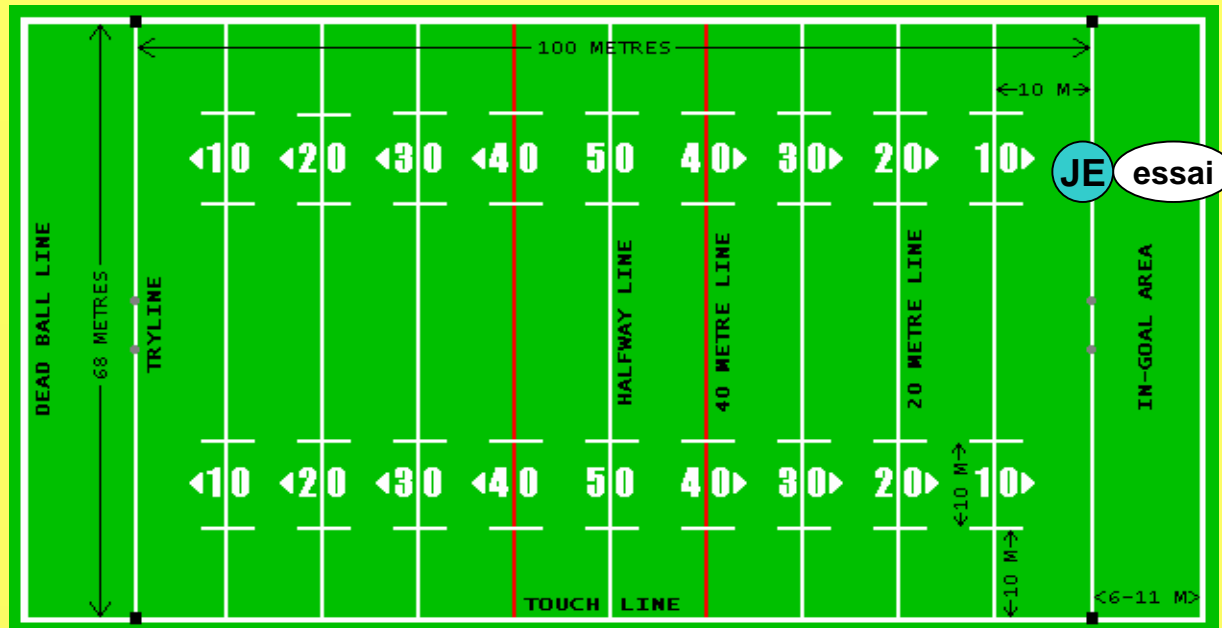 100 METRES
10 M
10 20 30 40 50 40 30 20 10
JE essai
DEAD BALL LINE
68 METRES
TRYLINE
HALFWAY LINE
40 METRE LINE
20 METRE LINE
IN-GOAL AREA
10 20 30 40 50 40 30 20 10
10 M
10 M
TOUCH LINE
6-11 M